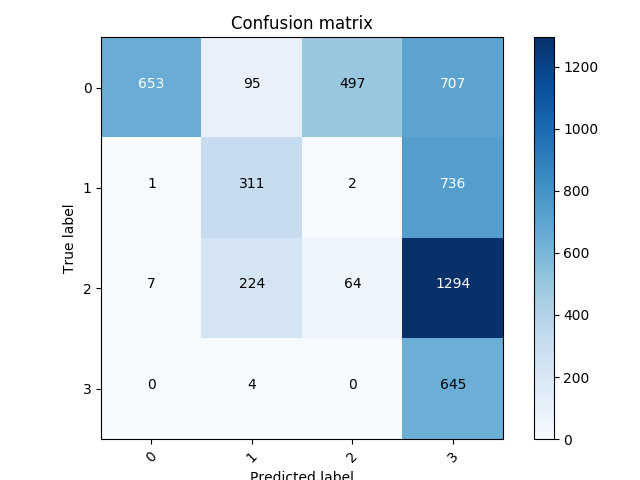 Confusion matrix
0 653 95 497 707
1 1 311 2 736
2 7 224 64 1294
3 0 4 0 645
0 1 2 3
True label
Predicted label
1200
1000
800
600
400
200
0